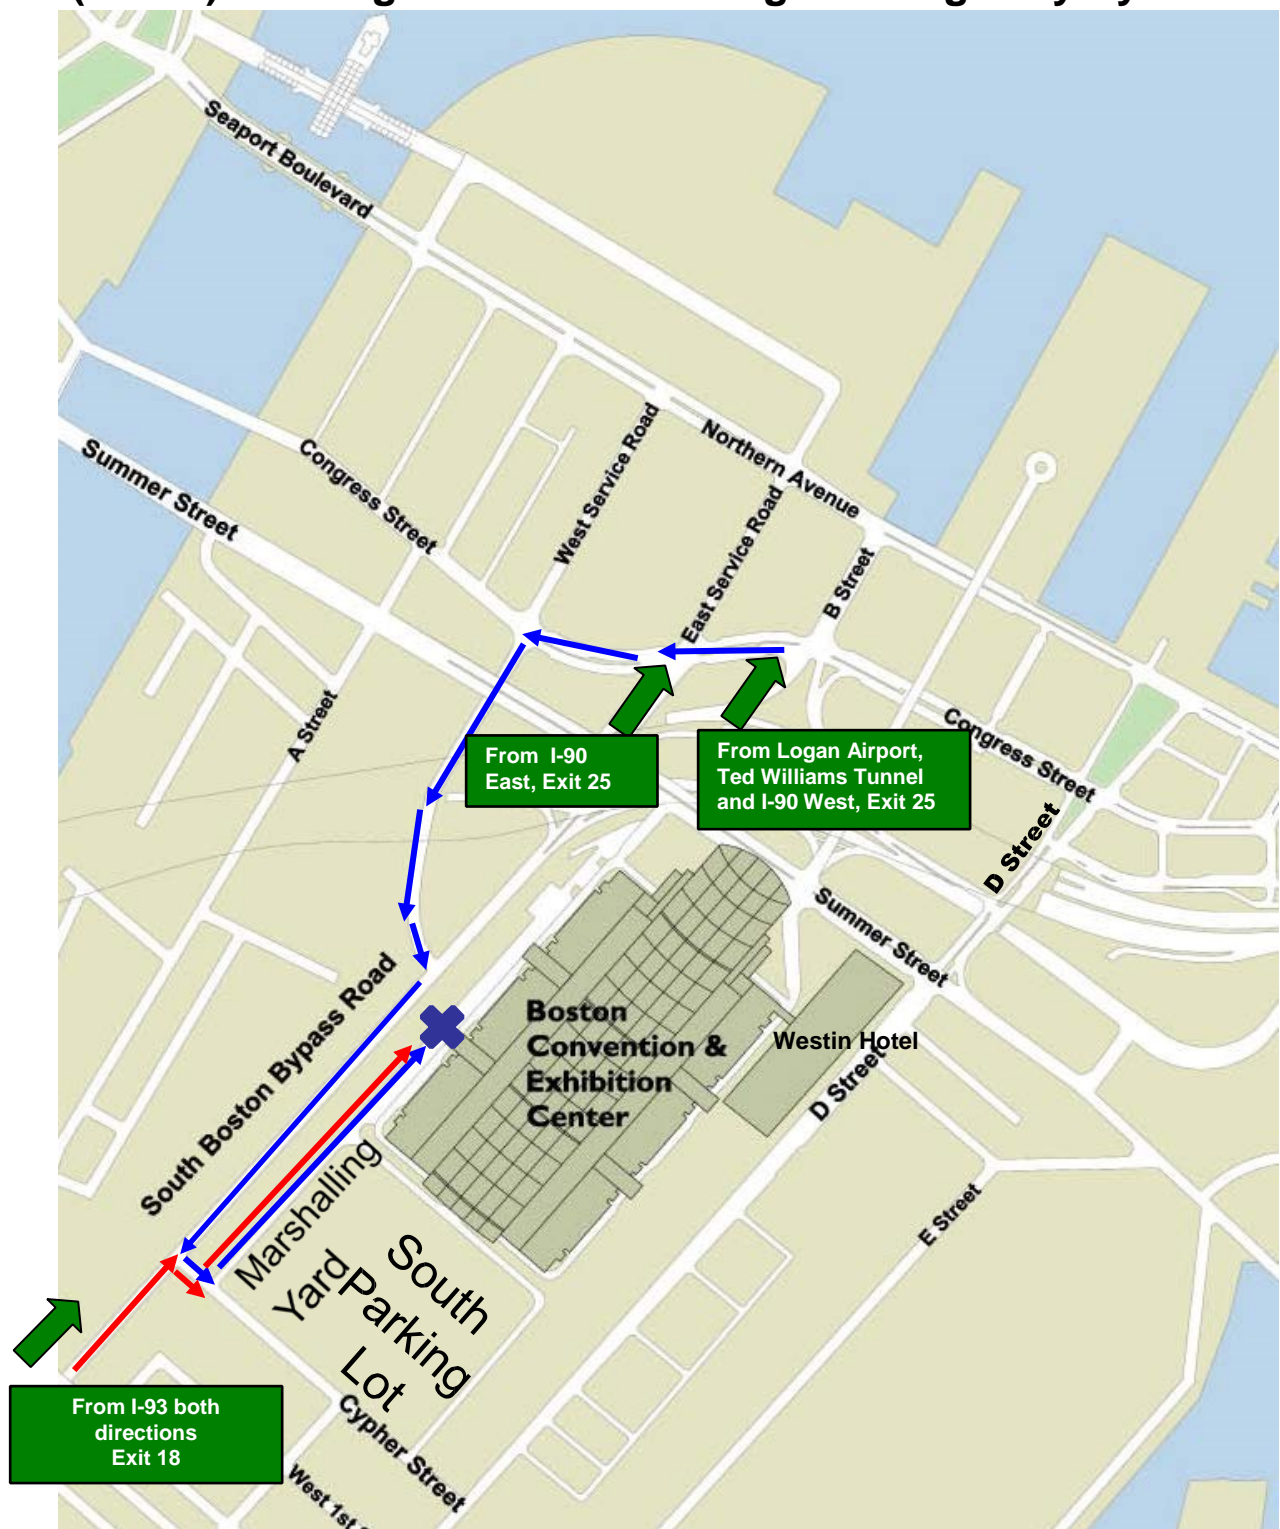 Seaport Boulevard
Summer Street
Congress Street
West Service Road
Northern Avenue
East Service Road
B Street
A Street
From I-90
East, Exit 25
From Logan Airport,
Ted Williams Tunnel
and I-90 West, Exit 25
Congress Street
D Street
Summer Street
South Boston Bypass Road
Boston
Convention &
Exhibition
Center
Westin Hotel
D Street
E Street
Marshalling
Yard
South
Parking
Lot
From I-93 both
directions
Exit 18
Cypher Street
West 1st